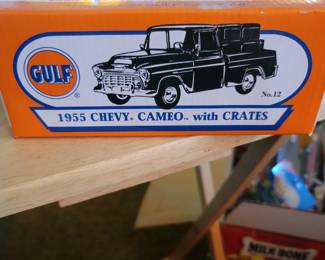 GULF
®
No.12
1955 CHEVY® CAMEO™ with CRATES
MILK-BONE